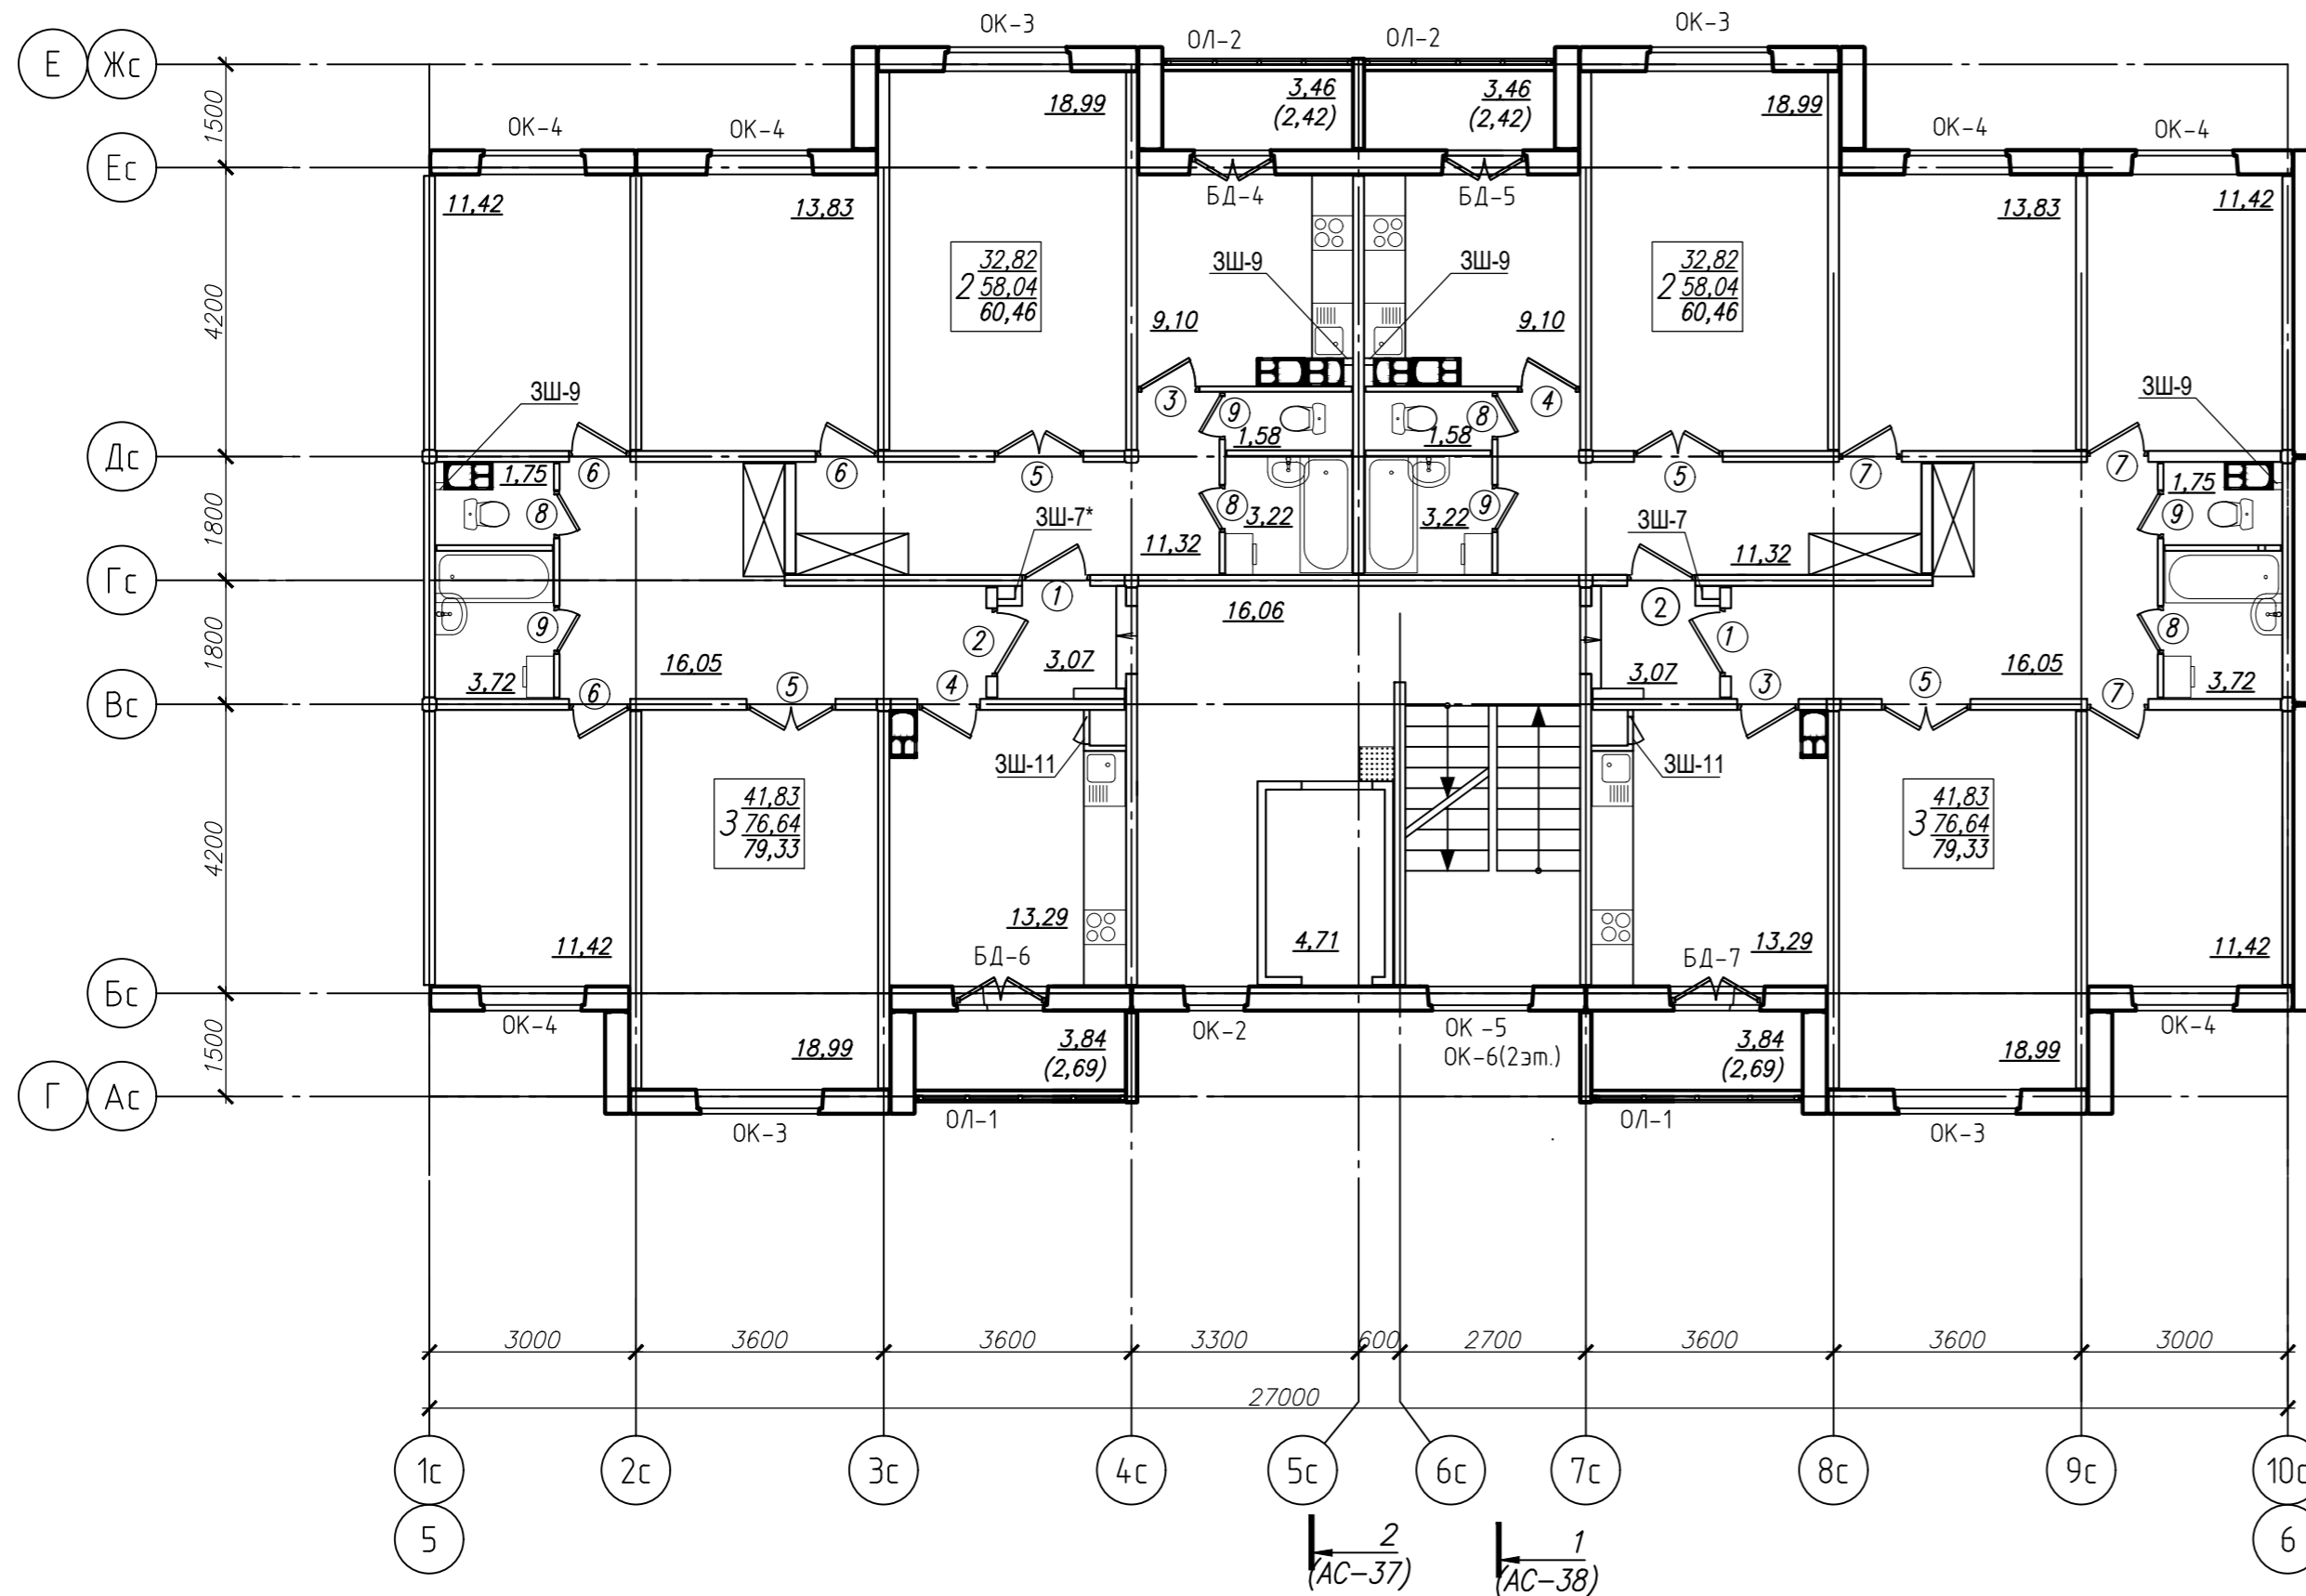 ОК-3
ОЛ-2
ОЛ-2
ОК-3
Е
Жс
1500
ОК-4
ОК-4
18,99
3,46
(2,42)
3,46
(2,42)
18,99
ОК-4
ОК-4
Ес
11,42
13,83
БД-4
БД-5
13,83
11,42
4200
32,82
2 58,04
60,46
ЗШ-9
ЗШ-9
32,82
2 58,04
60,46
9,10
9,10
ЗШ-9
3
9
8
4
ЗШ-9
Дс
6
6
5
1,58
1,58
5
7
7
1,75
8
1,75
9
1800
ЗШ-7*
8
3,22
3,22
9
ЗШ-7
11,32
11,32
Гс
1
16,06
2
1800
9
2
1
8
3,72
16,05
3,07
3,07
16,05
3,72
Вс
6
5
4
3
5
7
ЗШ-11
ЗШ-11
4200
41,83
3 76,64
79,33
41,83
3 76,64
79,33
11,42
13,29
4,71
13,29
11,42
БД-6
БД-7
Бс
ОК-4
ОК-2
ОК -5
ОК-6(2эт.)
ОК-4
1500
18,99
3,84
(2,69)
3,84
(2,69)
18,99
Г
Ас
ОК-3
ОЛ-1
ОЛ-1
ОК-3
3000
3600
3600
3300
600
2700
3600
3600
3000
27000
1с
2с
3с
4с
5с
6с
7с
8с
9с
10с
5
6
2
(АС-37)
1
(АС-38)